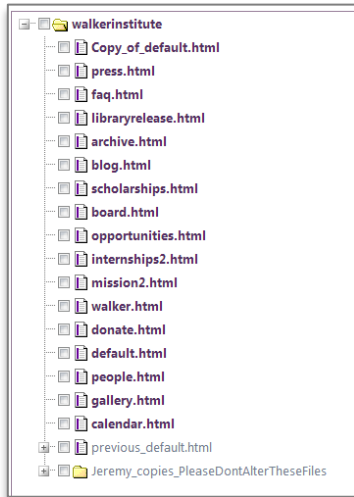 walkerinstitute
Copy_of_default.html
press.html
faq.html
libraryrelease.html
archive.html
blog.html
scholarships.html
board.html
opportunities.html
internships2.html
mission2.html
walker.html
donate.html
default.html
people.html
gallery.html
calendar.html
previous_default.html
Jeremy_copies_PleaseDontAlterTheseFiles